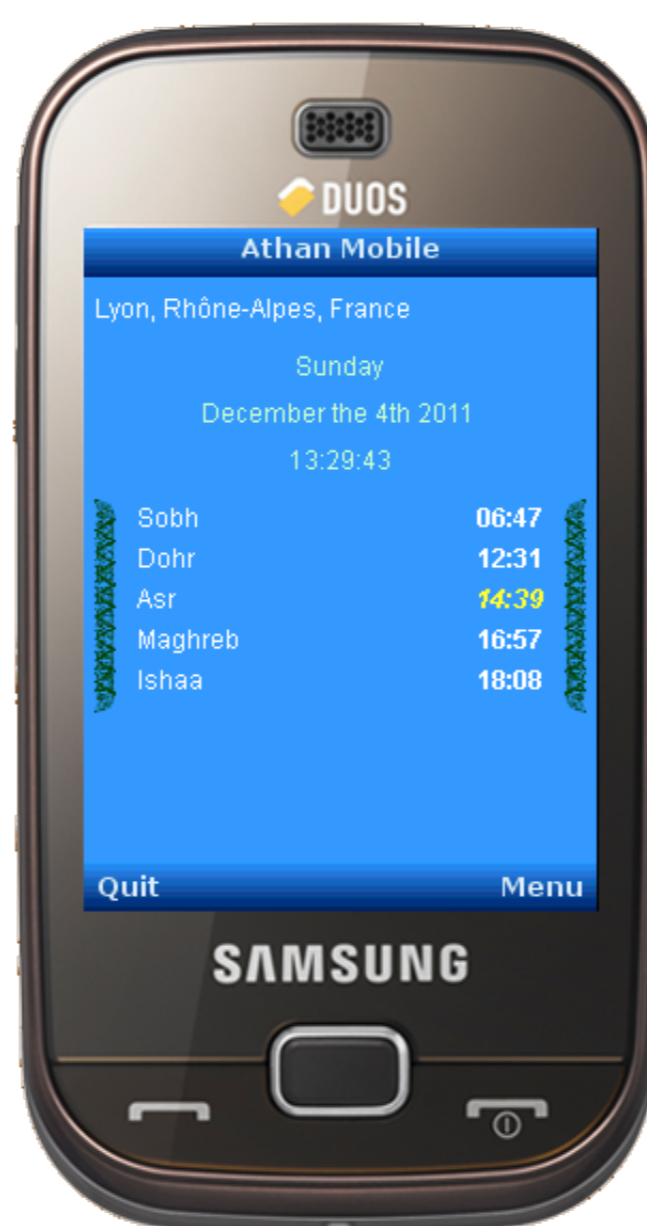 DUOS
Athan Mobile
Lyon, Rhône-Alpes, France
Sunday
December the 4th 2011
13:29:43
Sobh 06:47
Dohr 12:31
Asr 14:39
Maghreb 16:57
Ishaa 18:08
Quit Menu
SAMSUNG